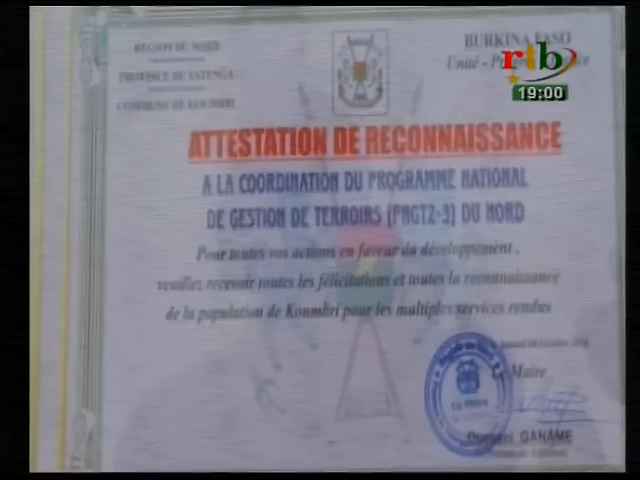 REGION DU NORD
BURKINA FASO
PROVINCE DU YATENGA
COMMUNE DE KOUMBRI
rtb
19:00
ATTESTATION DE RECONNAISSANCE
A LA COORDINATION DU PROGRAMME NATIONAL
DE GESTION DE TERROIRS (PNGT2-3) DU NORD
Pour toutes vos actions en faveur du développement,
veuillez recevoir toutes les félicitations et toute la reconnaissance
de la population de Koumbri pour les multiples services rendus
Le Maire
GANAME